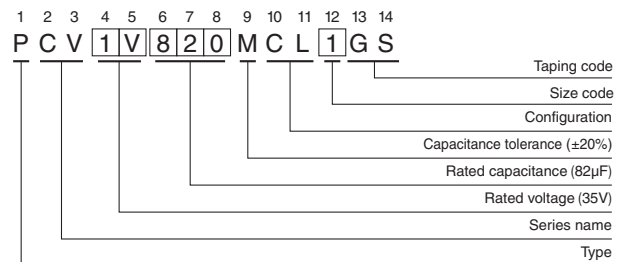 1 2 3 4 5 6 7 8 9 10 11 12 13 14
P C V 1 V 8 2 0 M C L 1 G S
Taping code
Size code
Configuration
Capacitance tolerance (±20%)
Rated capacitance (82µF)
Rated voltage (35V)
Series name
Type